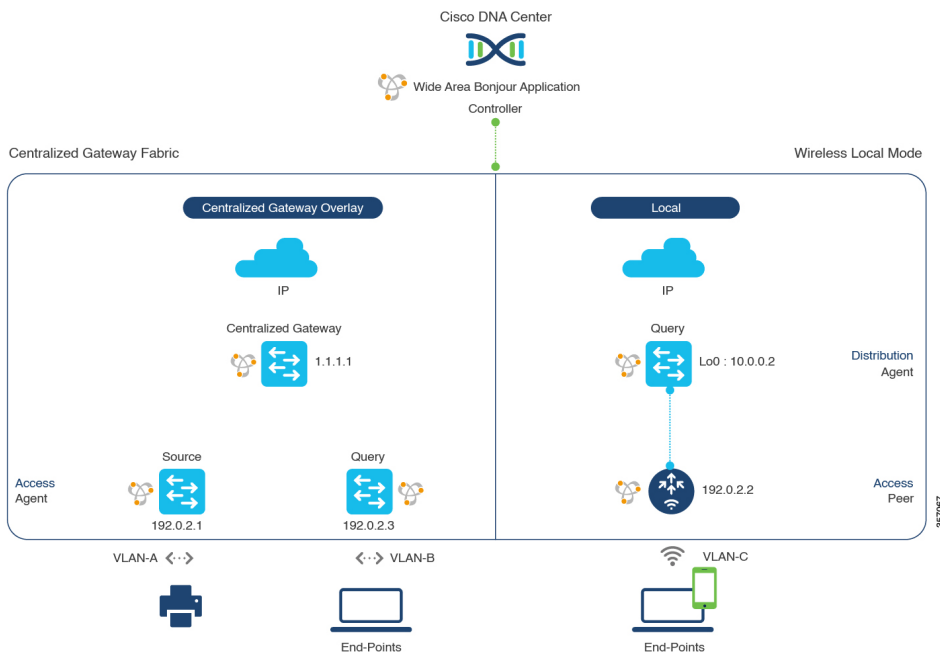 Cisco DNA Center
Wide Area Bonjour Application
Controller
Centralized Gateway Fabric
Wireless Local Mode
Centralized Gateway Overlay
Local
IP
IP
Centralized Gateway
1.1.1.1
Query
Lo0 : 10.0.0.2
Distribution
Agent
Source
Query
Access
Agent
192.0.2.1
192.0.2.3
192.0.2.2
Access
Peer
357067
VLAN-A
VLAN-B
VLAN-C
End-Points
End-Points